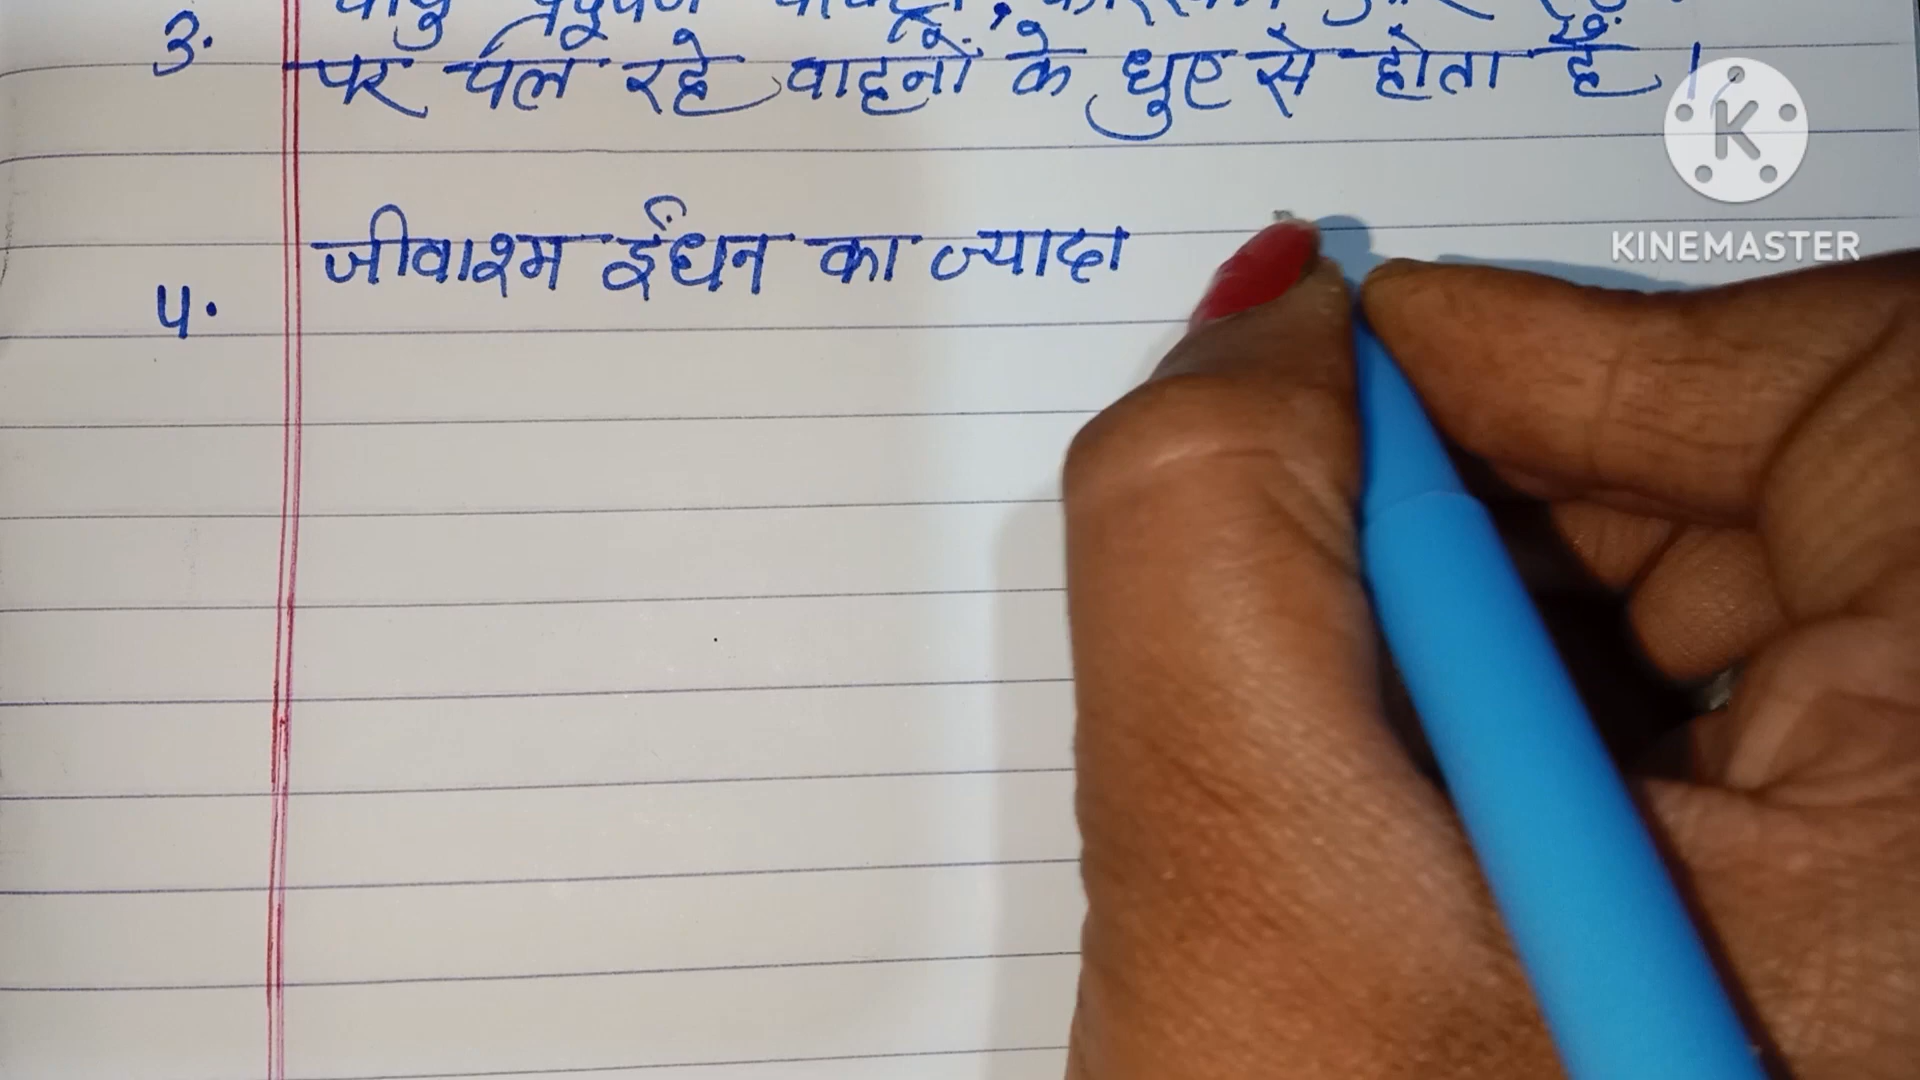 3.
पर चल रहे वाहनों के धुए से होता है।
4. जीवाश्म ईंधन का ज्यादा
K
KINEMASTER